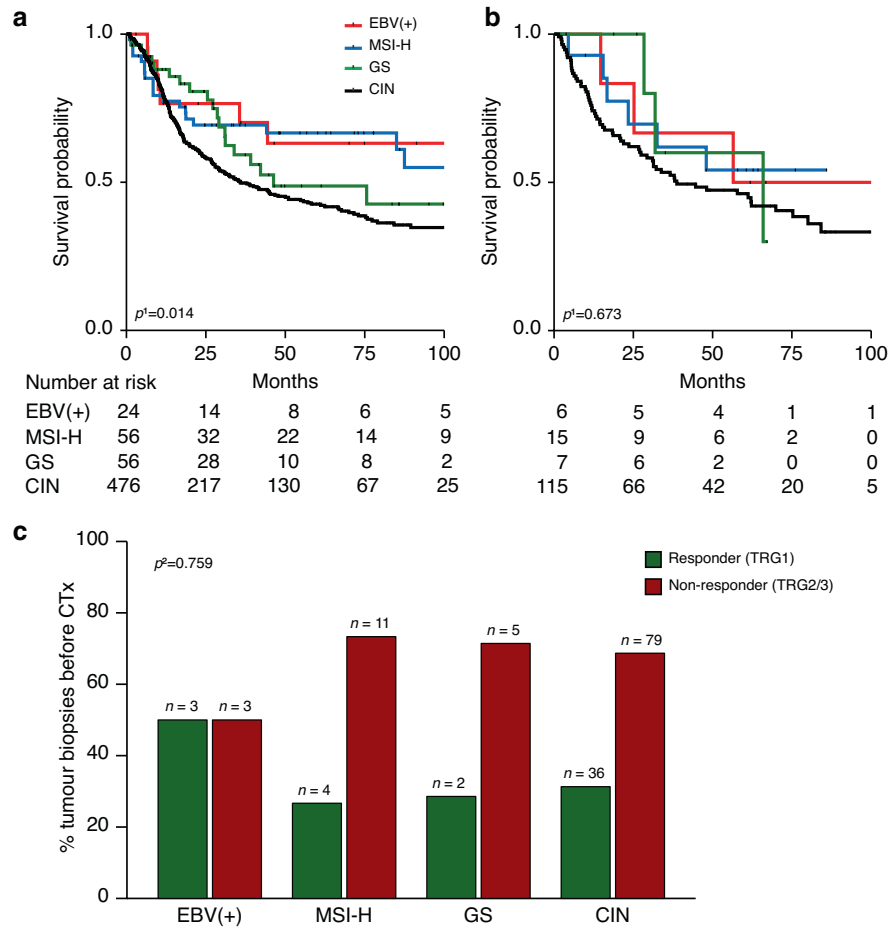 a
b
EBV(+)
MSI-H
GS
CIN
1.0
0.5
0.0
Survival probability
p¹=0.014
0 25 50 75 100
Months
1.0
0.5
0.0
Survival probability
p¹=0.673
0 25 50 75 100
Months
Number at risk
EBV(+) 24 14 8 6 5 6 5 4 1 1
MSI-H 56 32 22 14 9 15 9 6 2 0
GS 56 28 10 8 2 7 6 2 0 0
CIN 476 217 130 67 25 115 66 42 20 5
c
100
80
60
40
20
0
% tumour biopsies before CTx
p²=0.759
Responder (TRG1)
Non-responder (TRG2/3)
n = 3 n = 3
n = 4 n = 11
n = 2 n = 5
n = 36 n = 79
EBV(+) MSI-H GS CIN